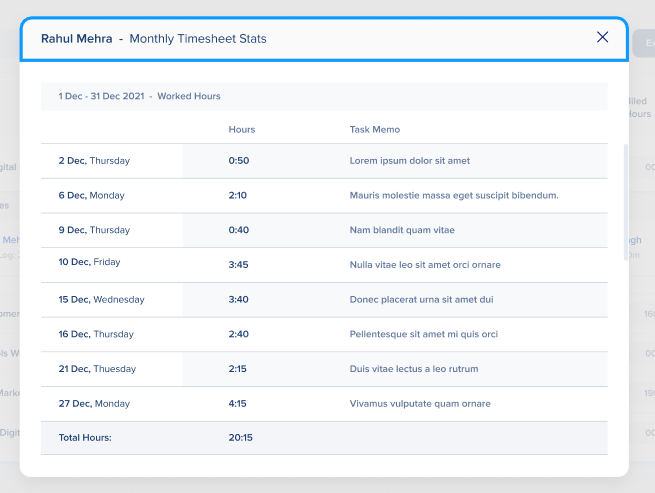 Rahul Mehra - Monthly Timesheet Stats
1 Dec - 31 Dec 2021 - Worked Hours
Hours Task Memo
2 Dec, Thursday 0:50 Lorem ipsum dolor sit amet
6 Dec, Monday 2:10 Mauris molestie massa eget suscipit bibendum.
9 Dec, Thursday 0:40 Nam blandit quam vitae
10 Dec, Friday 3:45 Nulla vitae leo sit amet orci ornare
15 Dec, Wednesday 3:40 Donec placerat urna sit amet dui
16 Dec, Thursday 2:40 Pellentesque sit amet mi quis orci
21 Dec, Thuesday 2:15 Duis vitae lectus a leo rutrum
27 Dec, Monday 4:15 Vivamus vulputate quam ornare
Total Hours: 20:15